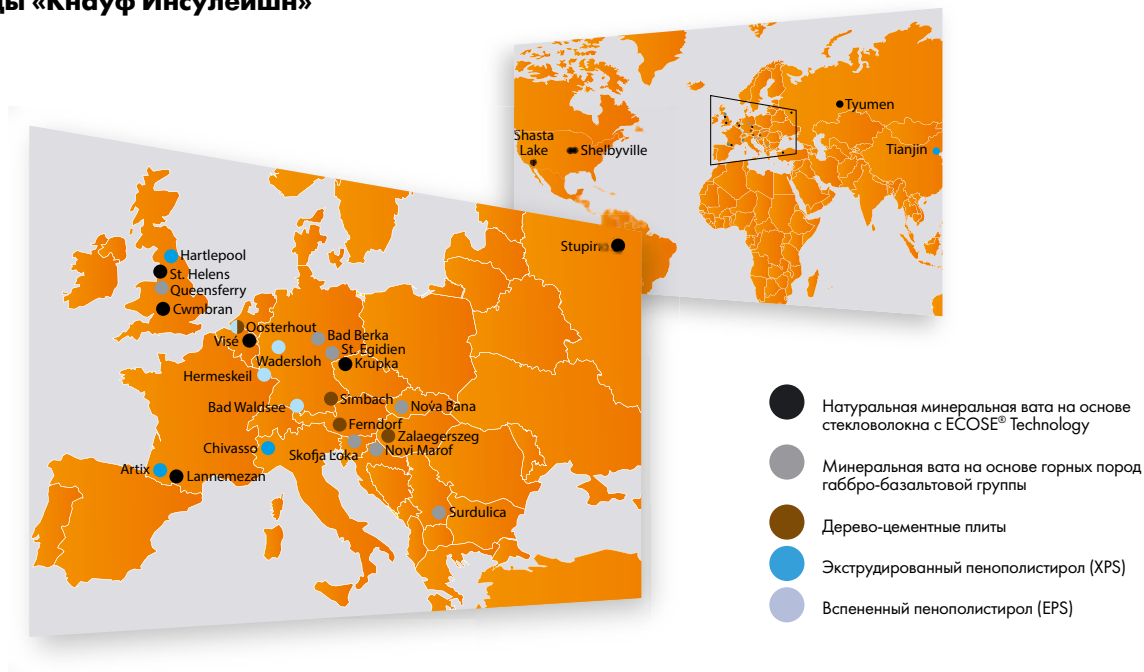 ды «Кнауф Инсулейшн»
Tyumen
Shasta
Lake
Shelbyville
Tianjin
Stupino
Hartlepool
St. Helens
Queensferry
Cwmbran
Oosterhout
Visé
Bad Berka
St. Egidien
Wadersloh
Krupka
Hermeskeil
Simbach
Bad Waldsee
Nova Bana
Ferndorf
Zalaegerszeg
Chivasso
Skofja Loka
Novi Marof
Artix
Lannemezan
Surdulica
Натуральная минеральная вата на основе
стекловолокна с ECOSE® Technology
Минеральная вата на основе горных пород
габбро-базальтовой группы
Дерево-цементные плиты
Экструдированный пенополистирол (XPS)
Вспененный пенополистирол (EPS)